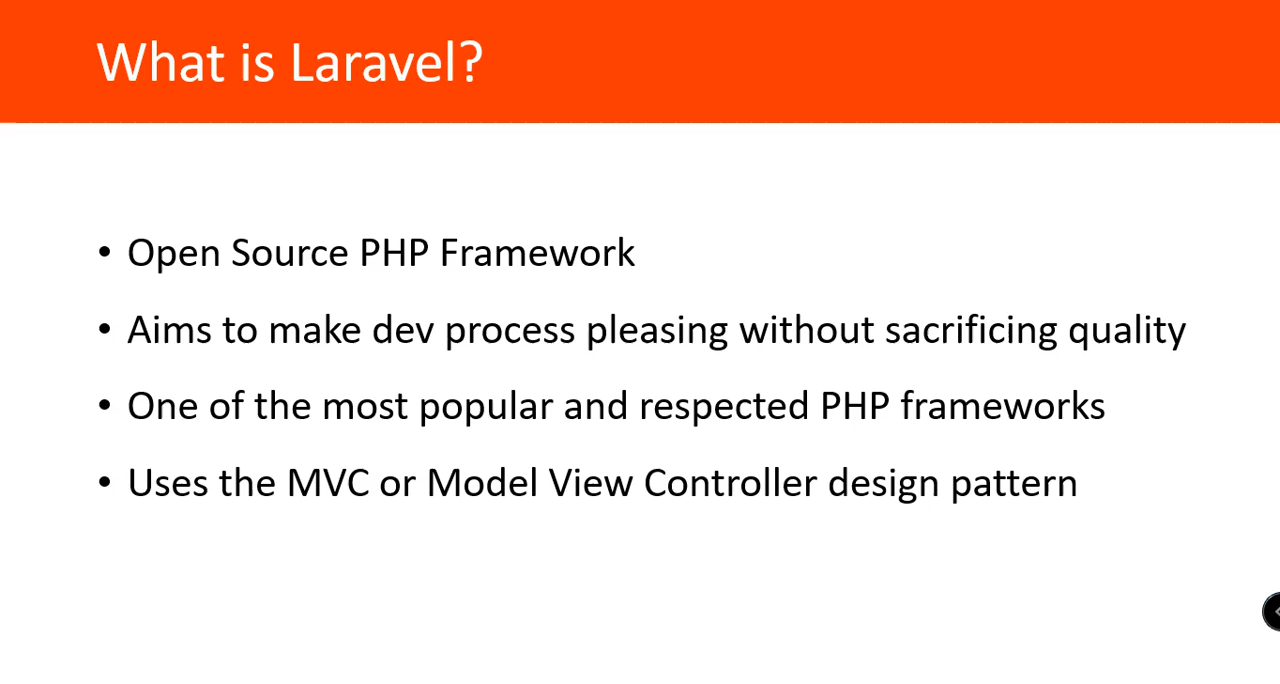 What is Laravel?
• Open Source PHP Framework
• Aims to make dev process pleasing without sacrificing quality
• One of the most popular and respected PHP frameworks
• Uses the MVC or Model View Controller design pattern